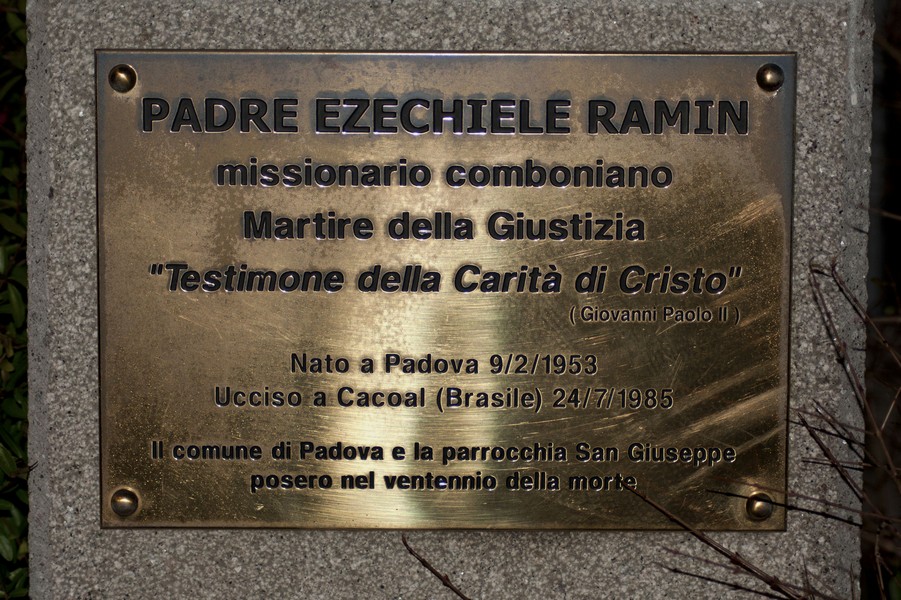 PADRE EZECHIELE RAMIN
missionario comboniano
Martire della Giustizia
"Testimone della Carità di Cristo"
( Giovanni Paolo II )
Nato a Padova 9/2/1953
Ucciso a Cacoal (Brasile) 24/7/1985
Il comune di Padova e la parrocchia San Giuseppe
posero nel ventennio della morte